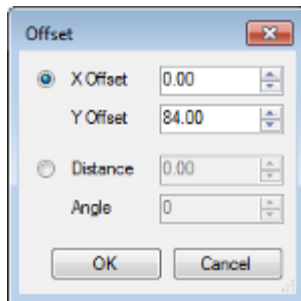 Offset
X Offset 0.00
Y Offset 84.00
Distance 0.00
Angle 0
OK Cancel